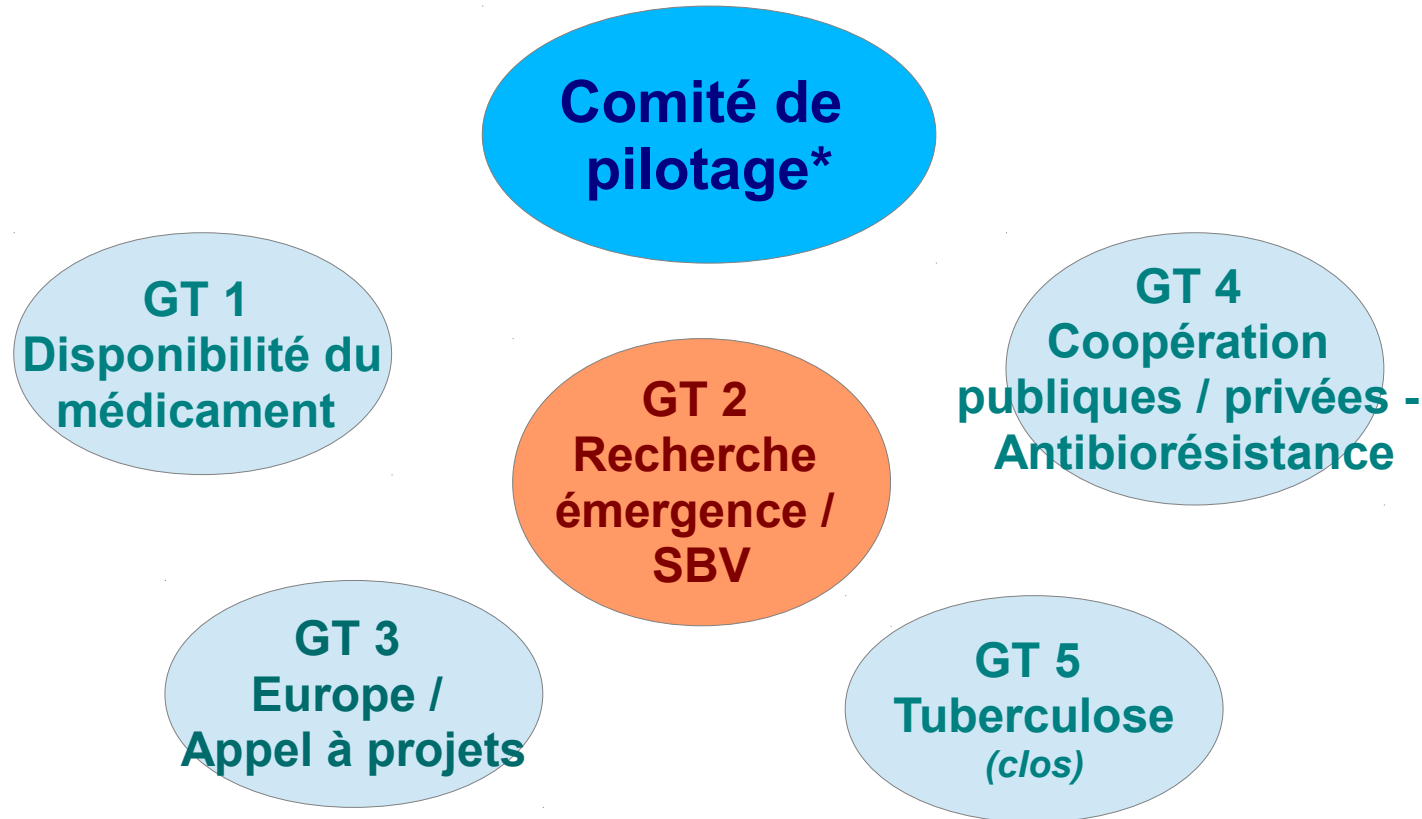 Comité de
pilotage*
GT 1
Disponibilité du
médicament
GT 2
Recherche
émergence /
SBV
GT 4
Coopération
publiques / privées -
Antibiorésistance
GT 3
Europe /
Appel à projets
GT 5
Tuberculose
(clos)